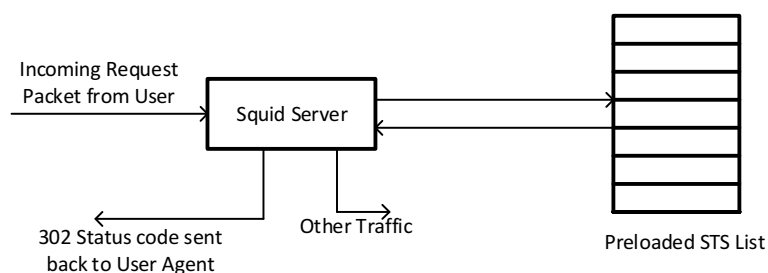 Incoming Request
Packet from User
Squid Server
302 Status code sent
back to User Agent
Other Traffic
Preloaded STS List